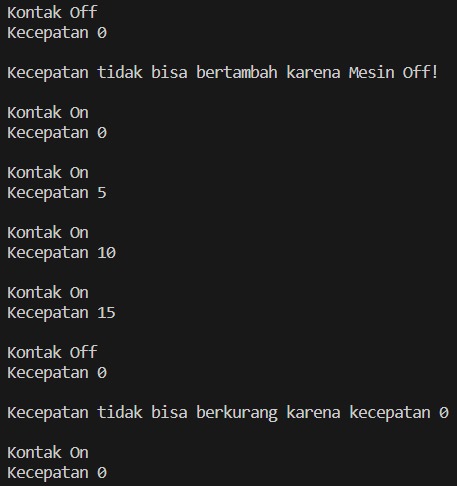 Kontak Off
Kecepatan 0
Kecepatan tidak bisa bertambah karena Mesin Off!
Kontak On
Kecepatan 0
Kontak On
Kecepatan 5
Kontak On
Kecepatan 10
Kontak On
Kecepatan 15
Kontak Off
Kecepatan 0
Kecepatan tidak bisa berkurang karena kecepatan 0
Kontak On
Kecepatan 0